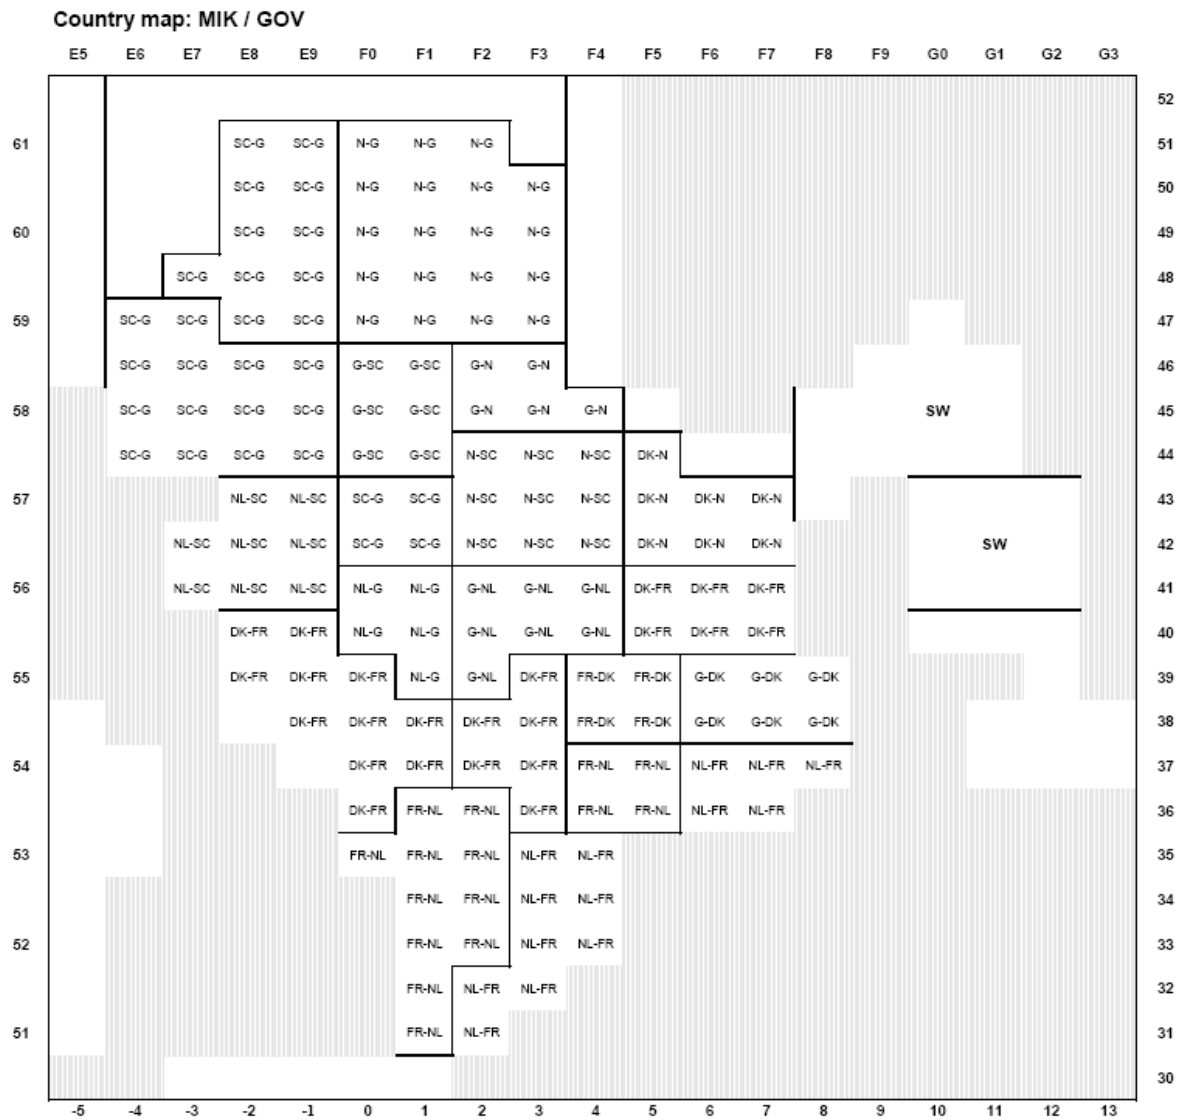 Country map: MIK / GOV
E5 E6 E7 E8 E9 F0 F1 F2 F3 F4 F5 F6 F7 F8 F9 G0 G1 G2 G3
52
61 SC-G SC-G N-G N-G N-G 51
SC-G SC-G N-G N-G N-G N-G 50
60 SC-G SC-G N-G N-G N-G N-G 49
SC-G SC-G SC-G N-G N-G N-G N-G 48
59 SC-G SC-G SC-G SC-G N-G N-G N-G N-G 47
SC-G SC-G SC-G SC-G G-SC G-SC G-N G-N 46
58 SC-G SC-G SC-G SC-G G-SC G-SC G-N G-N G-N SW 45
SC-G SC-G SC-G SC-G G-SC G-SC N-SC N-SC N-SC DK-N 44
57 NL-SC NL-SC SC-G SC-G N-SC N-SC N-SC DK-N DK-N DK-N 43
NL-SC NL-SC NL-SC SC-G SC-G N-SC N-SC N-SC DK-N DK-N DK-N SW 42
56 NL-SC NL-SC NL-SC NL-G NL-G G-NL G-NL G-NL DK-FR DK-FR DK-FR 41
DK-FR DK-FR NL-G NL-G G-NL G-NL G-NL DK-FR DK-FR DK-FR 40
55 DK-FR DK-FR DK-FR NL-G G-NL DK-FR FR-DK FR-DK G-DK G-DK G-DK 39
DK-FR DK-FR DK-FR DK-FR DK-FR FR-DK FR-DK G-DK G-DK G-DK 38
54 DK-FR DK-FR DK-FR DK-FR FR-NL FR-NL NL-FR NL-FR NL-FR 37
DK-FR FR-NL FR-NL DK-FR FR-NL FR-NL NL-FR NL-FR 36
53 FR-NL FR-NL FR-NL NL-FR NL-FR 35
FR-NL FR-NL NL-FR NL-FR 34
52 FR-NL FR-NL NL-FR NL-FR 33
FR-NL NL-FR NL-FR 32
51 FR-NL NL-FR 31
30
-5 -4 -3 -2 -1 0 1 2 3 4 5 6 7 8 9 10 11 12 13